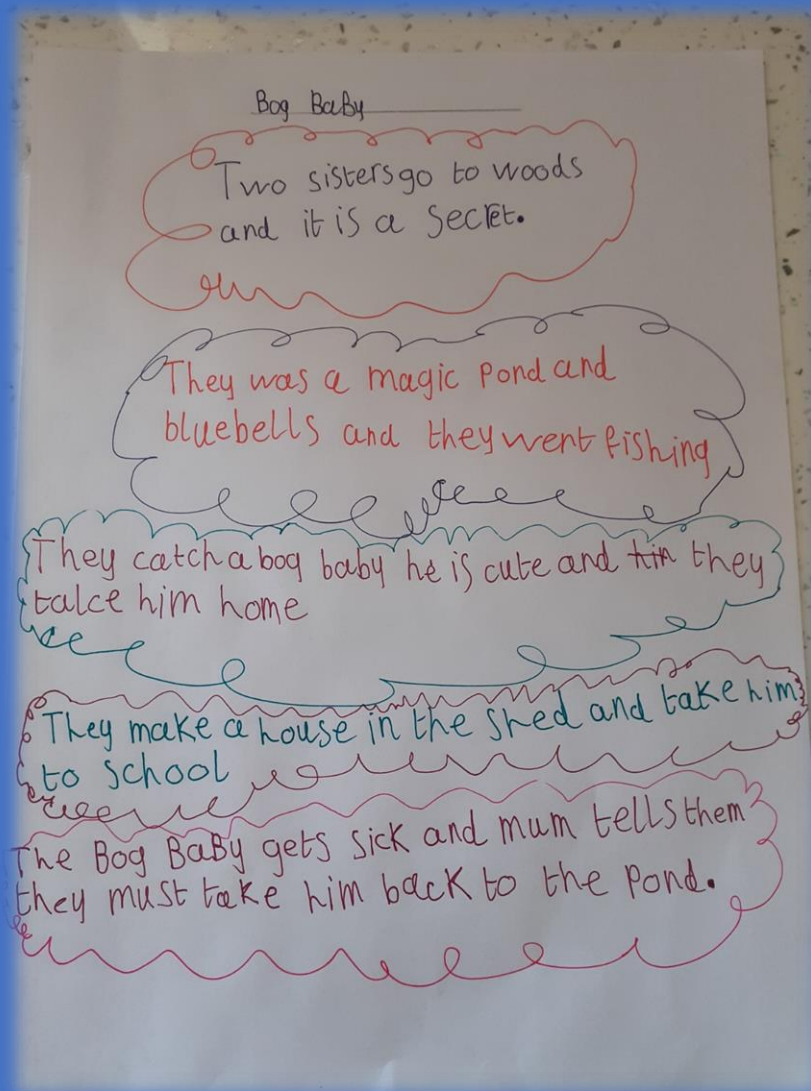 Bog BaBy
Two sisters go to woods
and it is a secret.
They was a magic pond and
bluebells and they went fishing
They catch a bog baby he is cute and him they
talce him home
They make a house in the shed and take him
to school
The Bog BaBy gets sick and mum tells them
they must take him back to the pond.